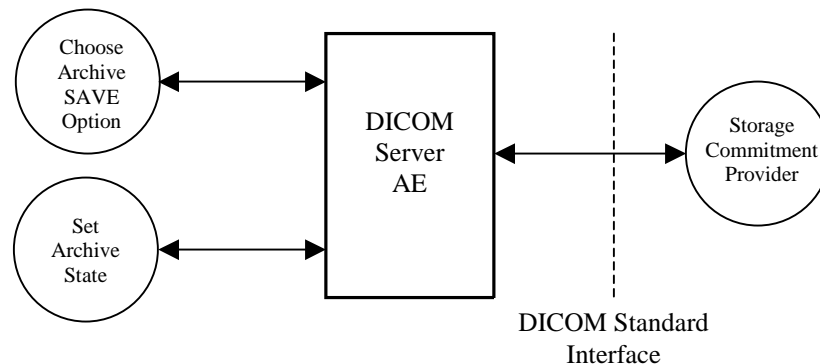 Choose
Archive
SAVE
Option
DICOM
Server
AE
Storage
Commitment
Provider
Set
Archive
State
DICOM Standard
Interface